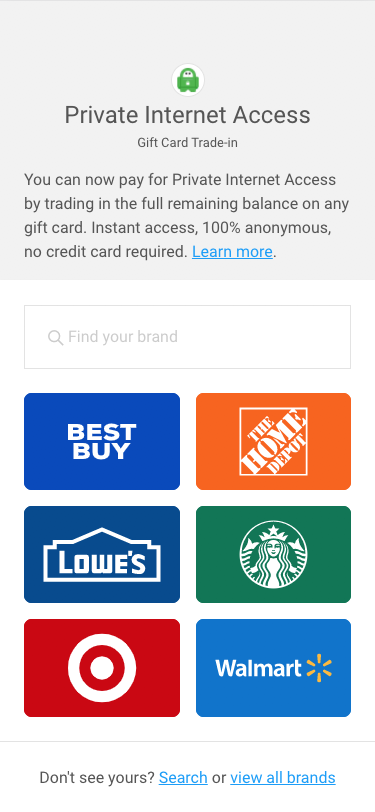 Private Internet Access
Gift Card Trade-in
You can now pay for Private Internet Access
by trading in the full remaining balance on any
gift card. Instant access, 100% anonymous,
no credit card required. Learn more.
Find your brand
BEST
BUY
THE
HOME
DEPOT
LOWE'S
Walmart
Don't see yours? Search or view all brands